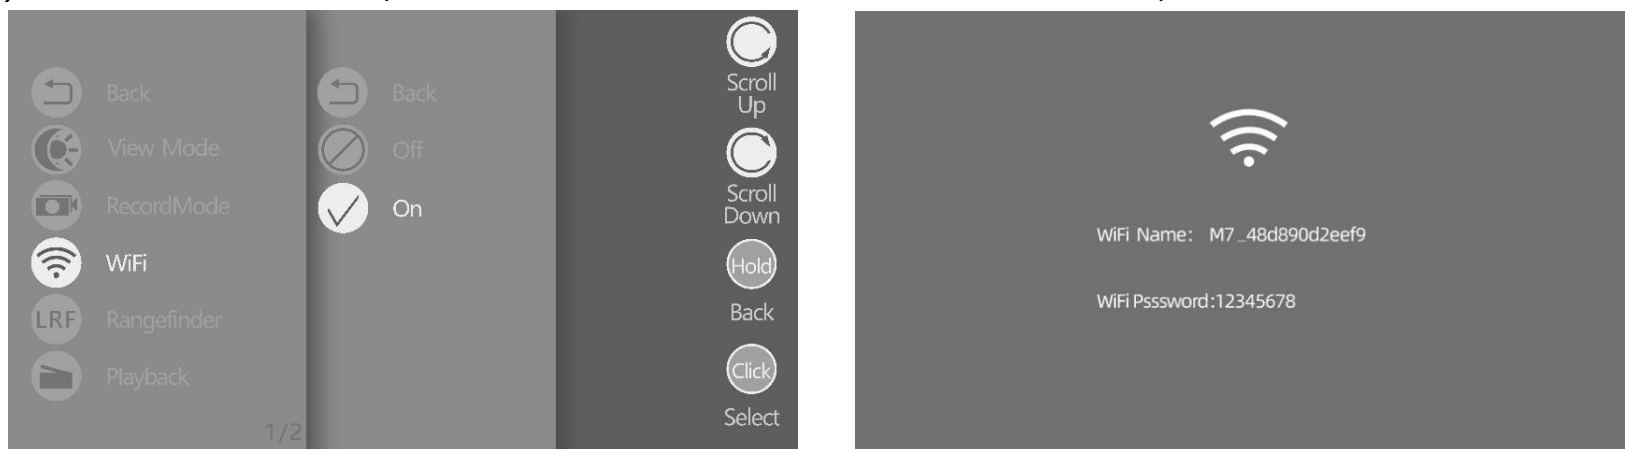 Back
View Mode
RecordMode
WiFi
LRF Rangefinder
Playback
1/2
Back
Off
On
Scroll
Up
Scroll
Down
Hold
Back
Click
Select
WiFi Name: M7_48d890d2eef9
WiFi Psssword:12345678